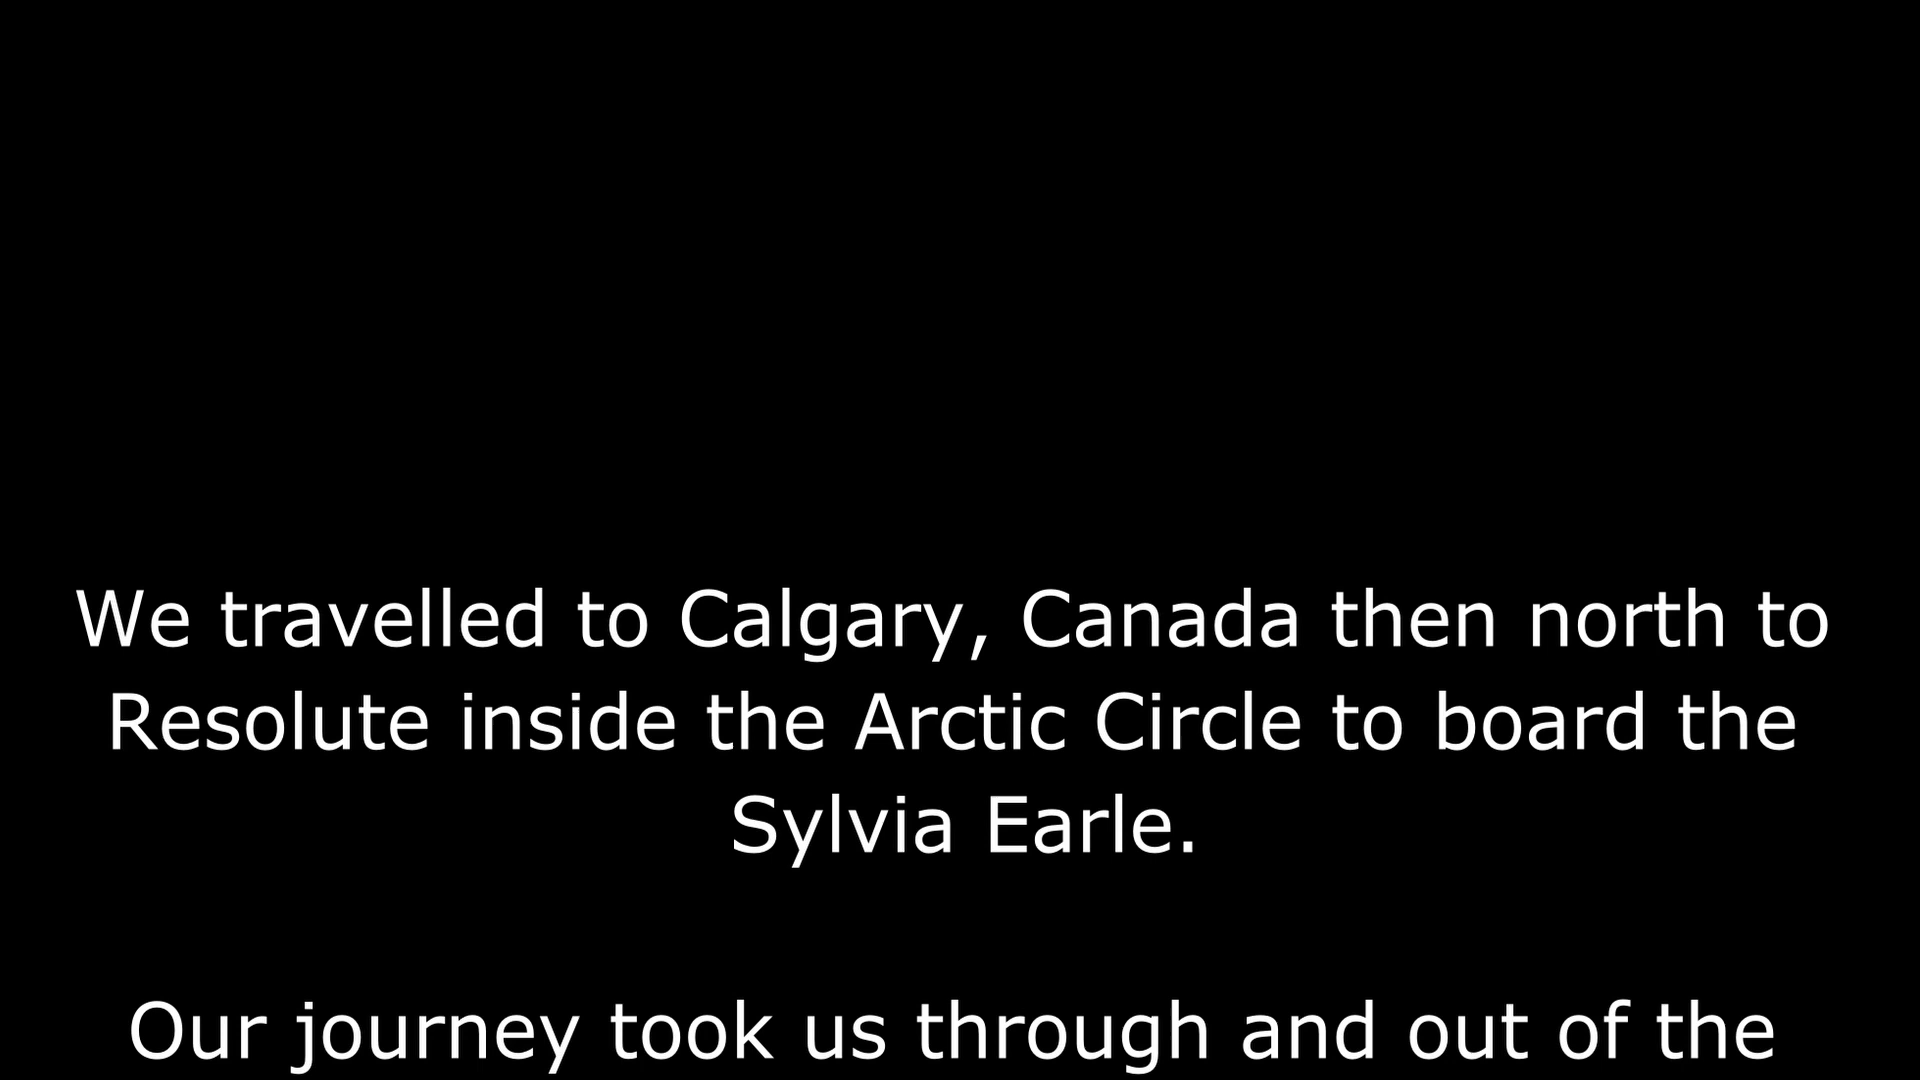 We travelled to Calgary, Canada then north to
Resolute inside the Arctic Circle to board the
Sylvia Earle.
Our journey took us through and out of the